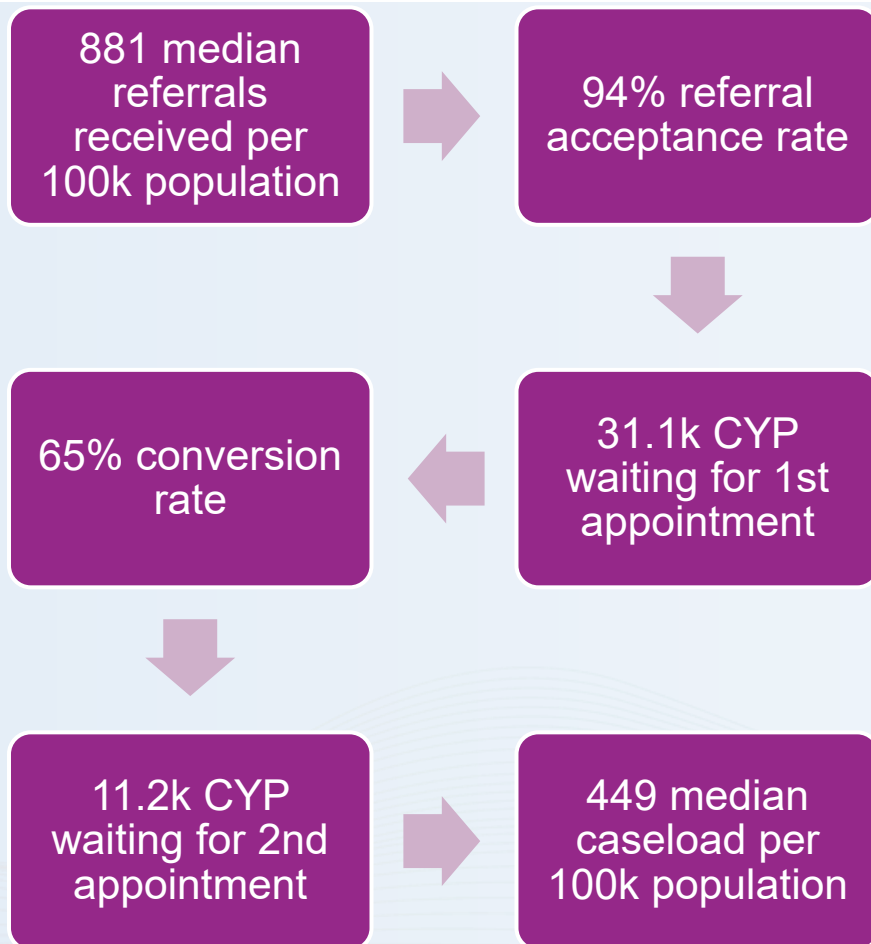 881 median
referrals
received per
100k population
94% referral
acceptance rate
31.1k CYP
waiting for 1st
appointment
65% conversion
rate
11.2k CYP
waiting for 2nd
appointment
449 median
caseload per
100k population